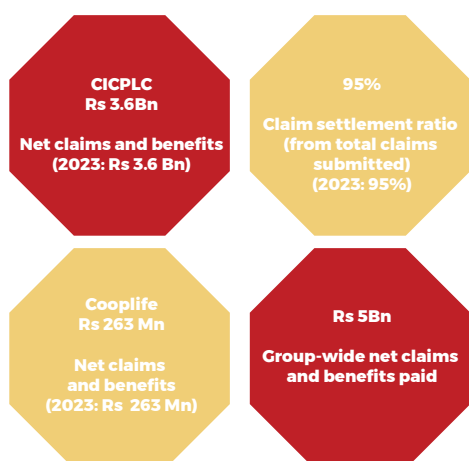 CICPLC
Rs 3.6Bn
Net claims and benefits
(2023: Rs 3.6 Bn)
95%
Claim settlement ratio
(from total claims
submitted)
(2023: 95%)
Cooplife
Rs 263 Mn
Net claims
and benefits
(2023: Rs 263 Mn)
Rs 5Bn
Group-wide net claims
and benefits paid